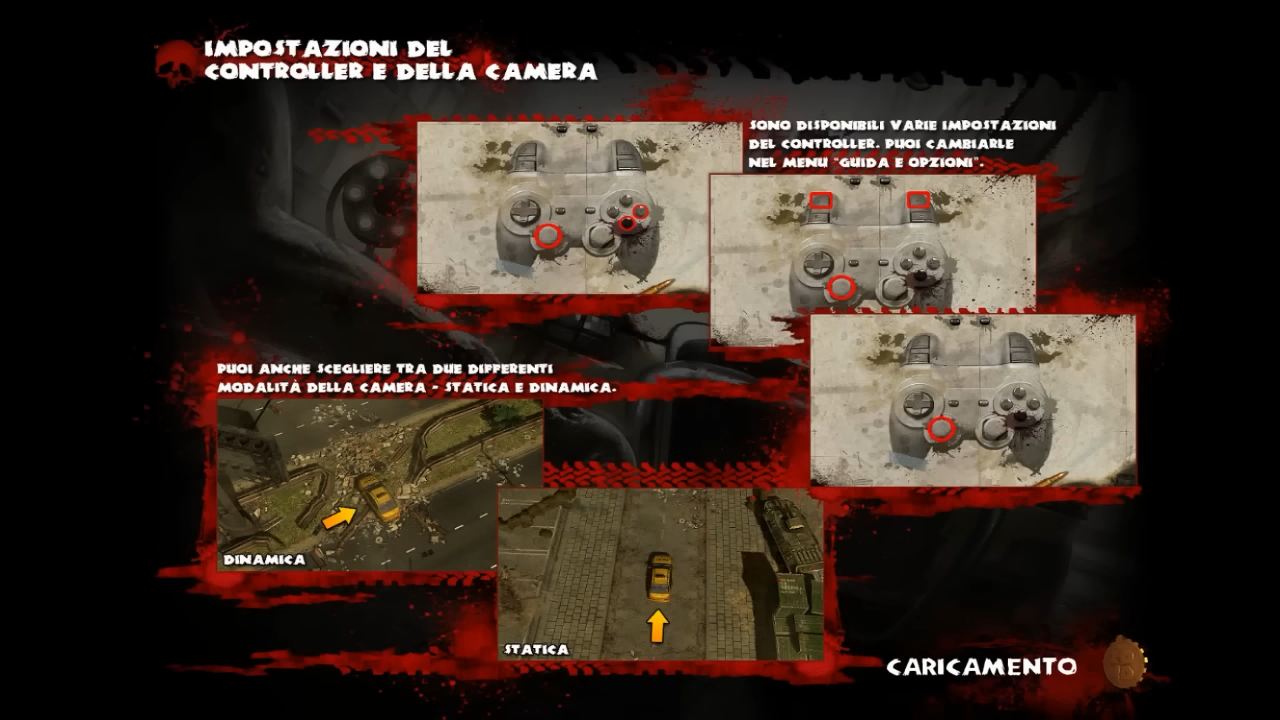 IMPOSTAZIONI DEL
CONTROLLER E DELLA CAMERA
SONO DISPONIBILI VARIE IMPOSTAZIONI
DEL CONTROLLER. PUOI CAMBIARLE
NEL MENU "GUIDA E OPZIONI".
PUOI ANCHE SCEGLIERE TRA DUE DIFFERENTI
MODALITÀ DELLA CAMERA - STATICA E DINAMICA.
DINAMICA
STATICA
CARICAMENTO